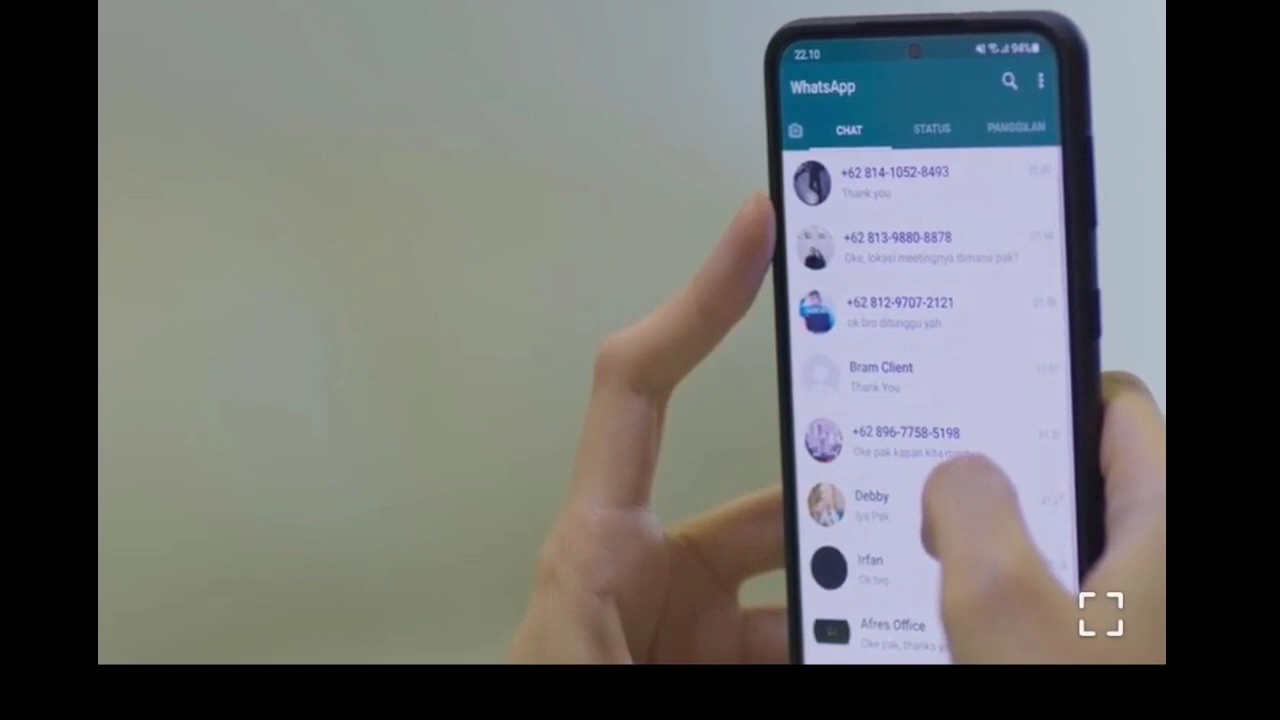 22.10
94%
WhatsApp
CHAT
STATUS
PANGGILAN
+62 814-1052-8493
Thank you
+62 813-9880-8878
Oke, lokasi meetingnya dimana pak?
+62 812-9707-2121
ok bro ditunggu yah
Bram Client
Thank You
+62 896-7758-5198
Oke pak kapan kita
Debby
Iya Pak
Irfan
Ok bro
Afres Office
Oke pak, thanks